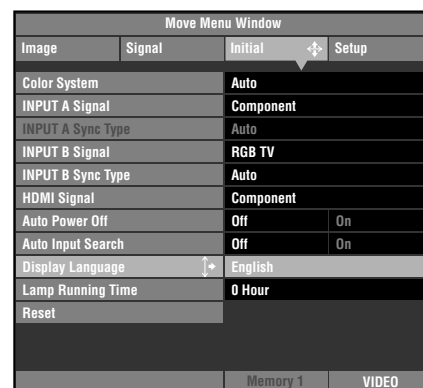 Move Menu Window
Image Signal Initial Setup
Color System Auto
INPUT A Signal Component
INPUT A Sync Type Auto
INPUT B Signal RGB TV
INPUT B Sync Type Auto
HDMI Signal Component
Auto Power Off Off On
Auto Input Search Off On
Display Language English
Lamp Running Time 0 Hour
Reset
Memory 1 VIDEO